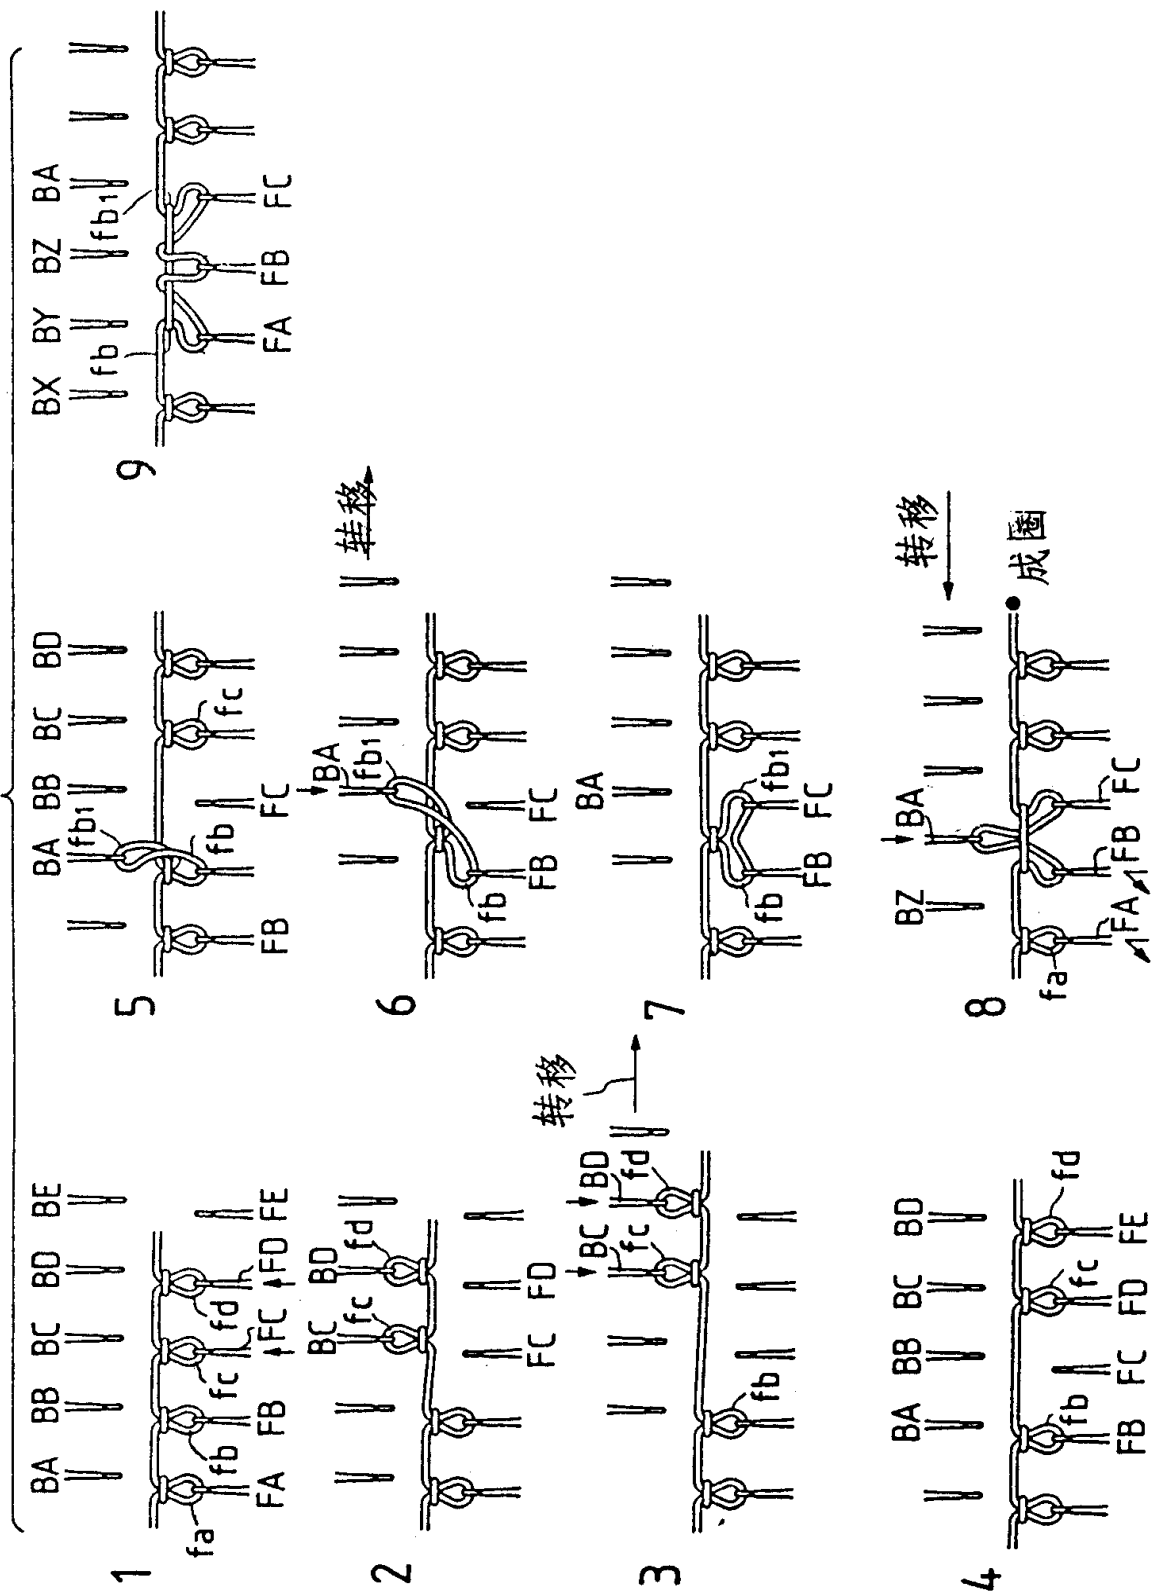 1
BA BB BC BD BE
fa fb fc fd
FA FB FC FD FE
2
BC BD
fc fd
FC FD
3
BC BD
转移
fb fc fd
4
BA BB BC BD
fb fc fd
FB FC FD FE
5
BA BB BC BD
fb1
fb fc
FB FC
6
BA
转移
fb1
fb
FB FC
7
BA
fb fb1
FB FC
8
BZ BA
转移
成圈
fa
FA FB FC
9
BX BY BZ BA
fb fb1
FA FB FC